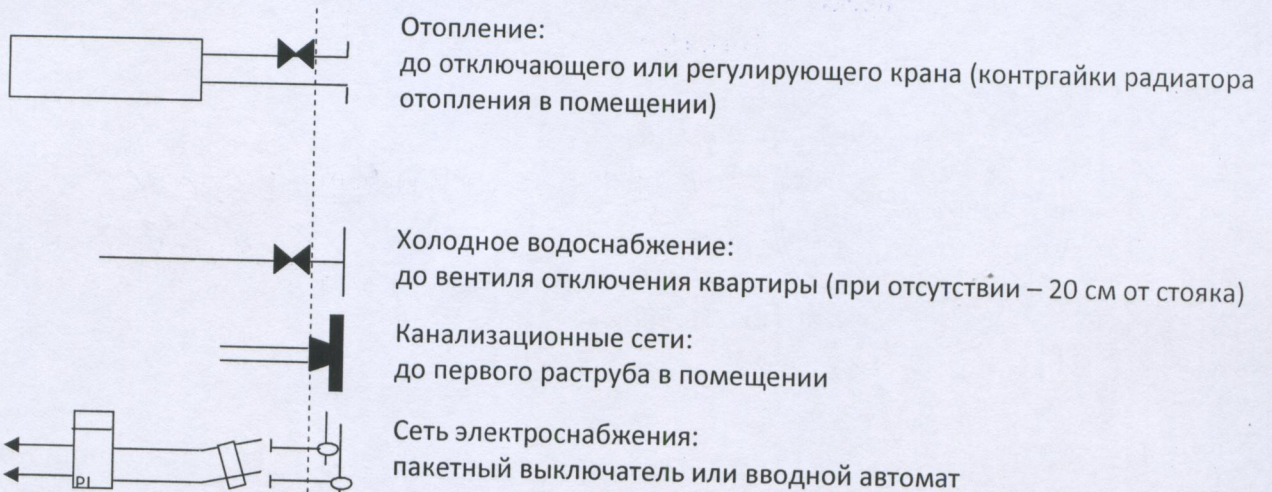 Отопление:
до отключающего или регулирующего крана (контргайки радиатора
отопления в помещении)
Холодное водоснабжение:
до вентиля отключения квартиры (при отсутствии – 20 см от стояка)
Канализационные сети:
до первого раструба в помещении
Сеть электроснабжения:
пакетный выключатель или вводной автомат
PI